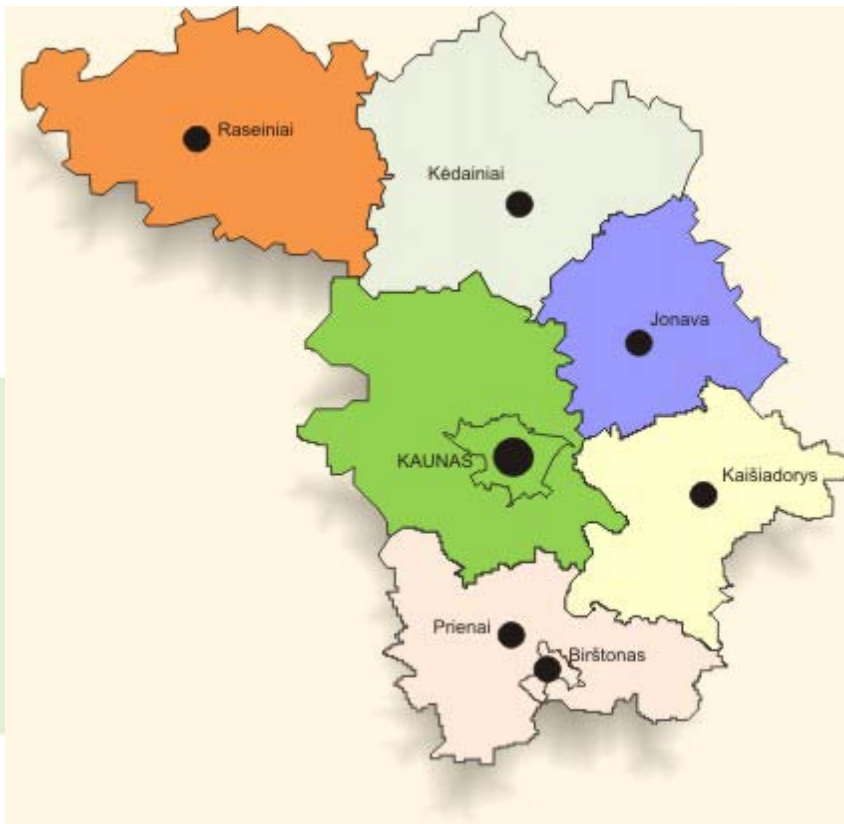 Raseiniai
Kėdainiai
Jonava
KAUNAS
Kaišiadorys
Prienai
Birštonas